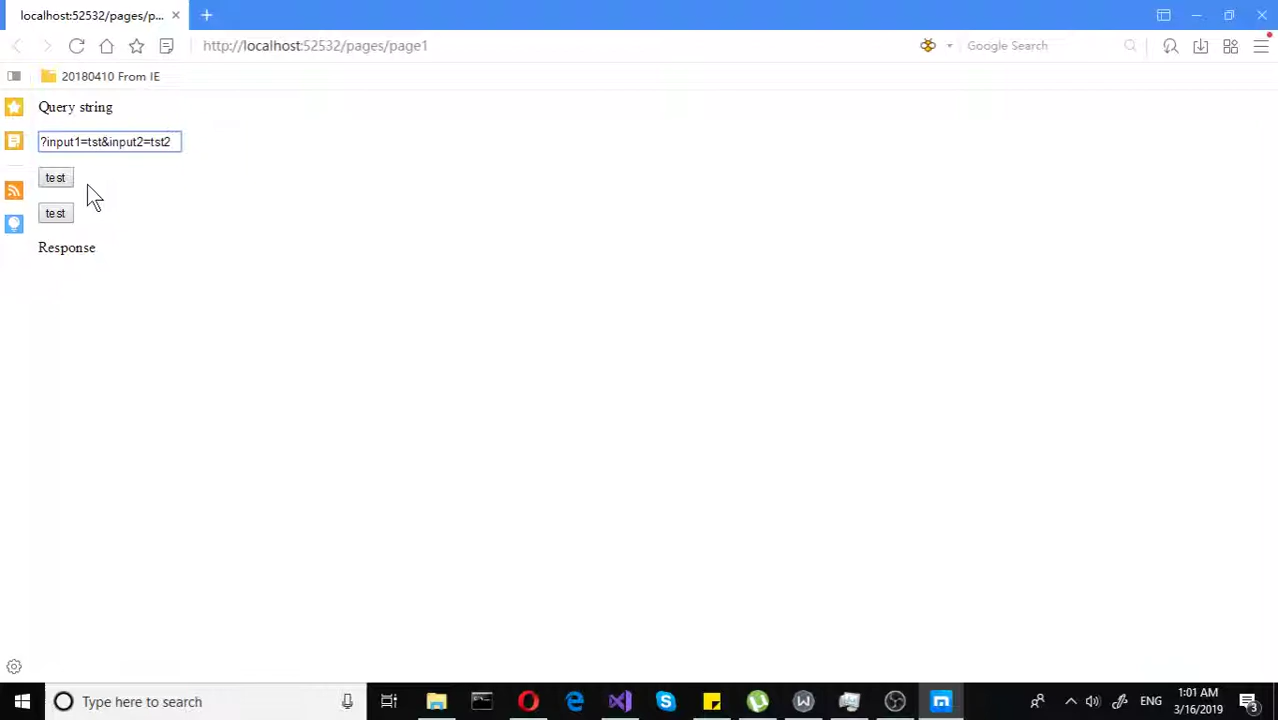 localhost:52532/pages/p...
http://localhost:52532/pages/page1
Google Search
20180410 From IE
Query string
?input1=tst&input2=tst2
test
test
Response
Type here to search
ENG
1:01 AM
3/16/2019
3